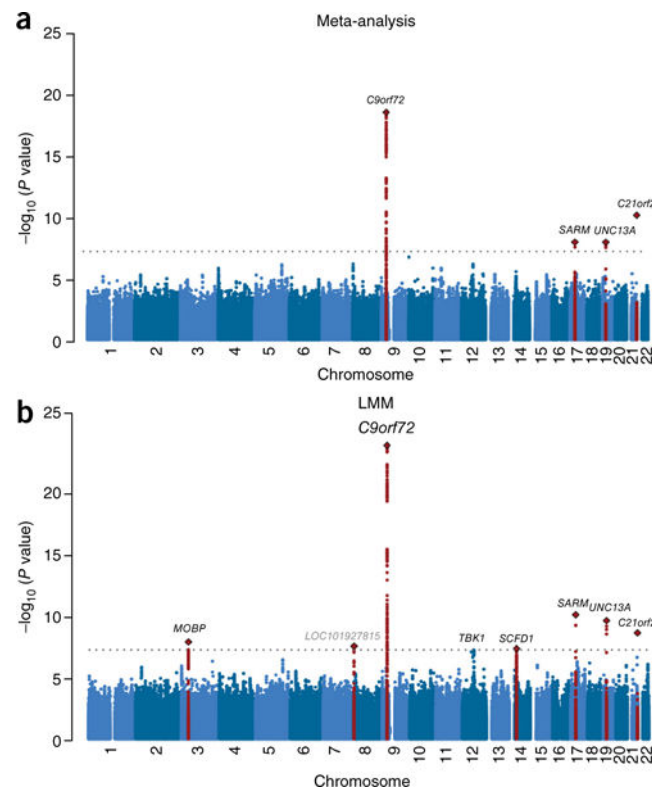 a
Meta-analysis
25
20
15
10
5
0
–log10 (P value)
C9orf72
SARM
UNC13A
C21orf2
1 2 3 4 5 6 7 8 9 10 11 12 13 14 15 16 17 18 19 20 21 22
Chromosome
b
LMM
25
20
15
10
5
0
–log10 (P value)
C9orf72
MOBP
LOC101927815
TBK1
SCFD1
SARM
UNC13A
C21orf2
1 2 3 4 5 6 7 8 9 10 11 12 13 14 15 16 17 18 19 20 21 22
Chromosome